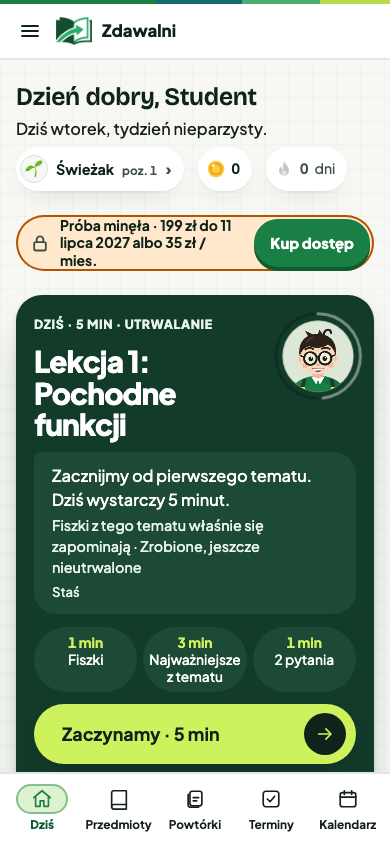 Zdawalni
Dzień dobry, Student
Dziś wtorek, tydzień nieparzysty.
Świeżak poz. 1 ›
0
0 dni
Próba minęła · 199 zł do 11
lipca 2027 albo 35 zł /
mies.
Kup dostęp
DZIŚ · 5 MIN · UTRWALANIE
Lekcja 1:
Pochodne
funkcji
Zacznijmy od pierwszego tematu.
Dziś wystarczy 5 minut.
Fiszki z tego tematu właśnie się
zapominają · Zrobione, jeszcze
nieutrwalone
Staś
1 min
Fiszki
3 min
Najważniejsze
z tematu
1 min
2 pytania
Zaczynamy · 5 min
Dziś
Przedmioty
Powtórki
Terminy
Kalendarz